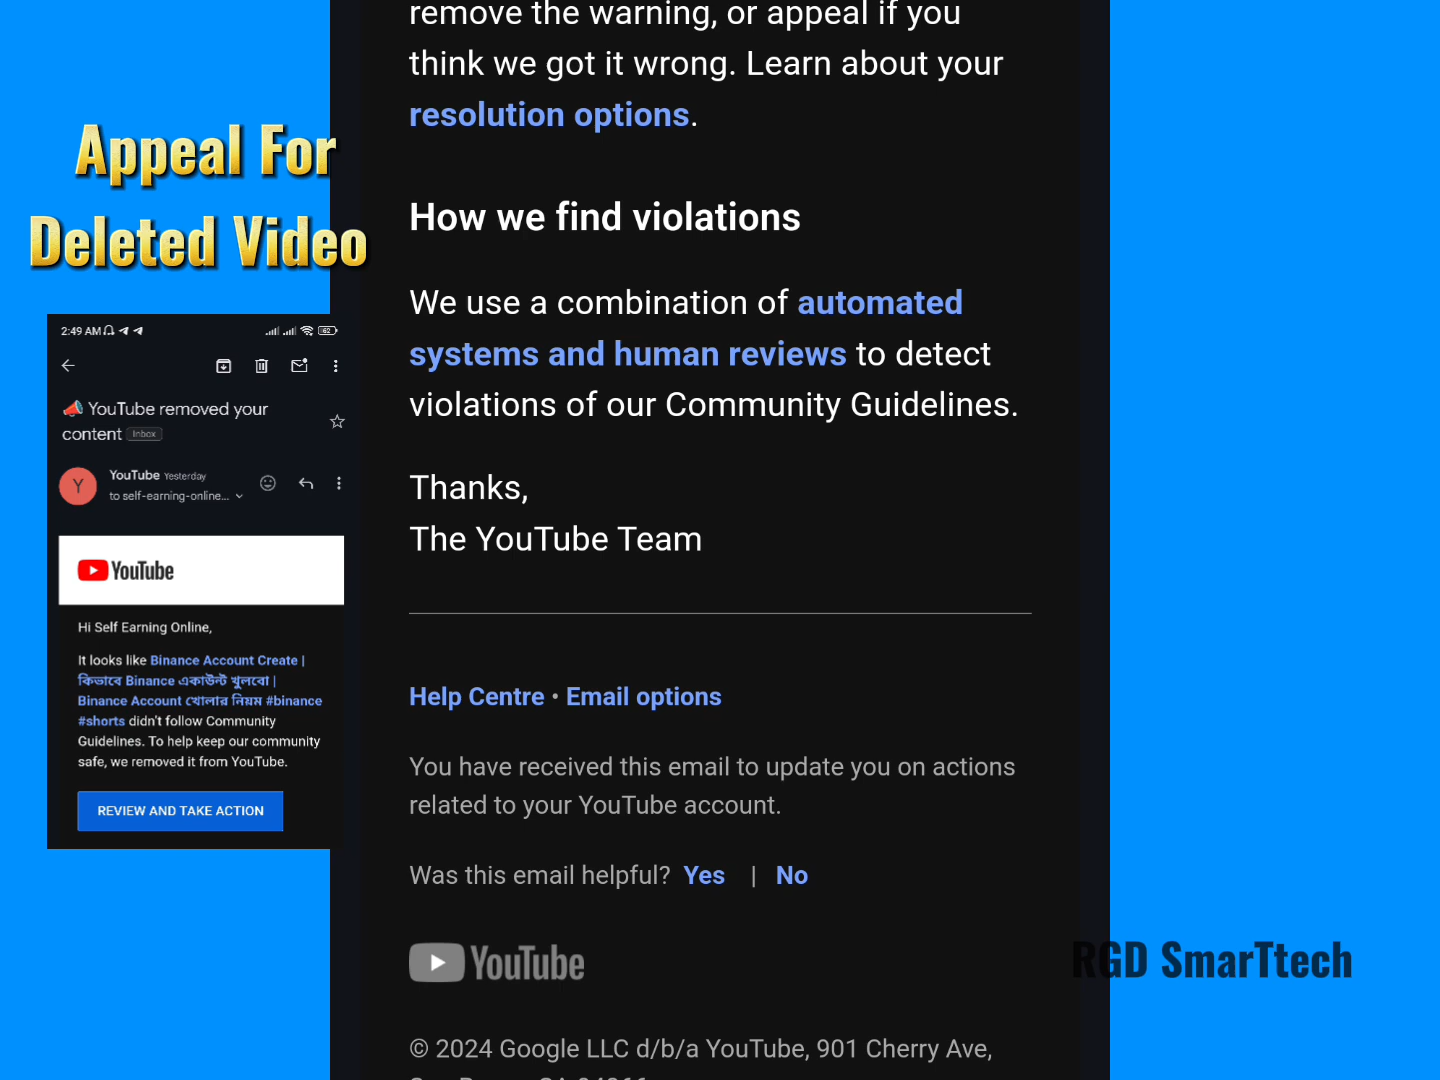 remove the warning, or appeal if you
think we got it wrong. Learn about your
resolution options.
Appeal For
Deleted Video
How we find violations
We use a combination of automated
systems and human reviews to detect
violations of our Community Guidelines.
Thanks,
The YouTube Team
2:49 AM
62
📣 YouTube removed your
content Inbox
Y
YouTube Yesterday
to self-earning-online...
YouTube
Hi Self Earning Online,
It looks like Binance Account Create |
কিভাবে Binance একাউন্ট খুলবো |
Binance Account খোলার নিয়ম #binance
#shorts didn't follow Community
Guidelines. To help keep our community
safe, we removed it from YouTube.
REVIEW AND TAKE ACTION
Help Centre • Email options
You have received this email to update you on actions
related to your YouTube account.
Was this email helpful? Yes | No
YouTube
RGD SmarTtech
© 2024 Google LLC d/b/a YouTube, 901 Cherry Ave,